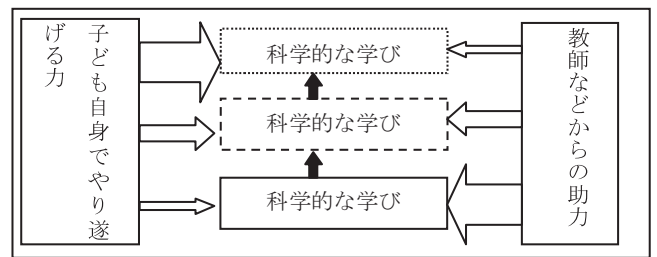 子ども自身でやり遂
げる力
科学的な学び
科学的な学び
科学的な学び
教師などからの助力